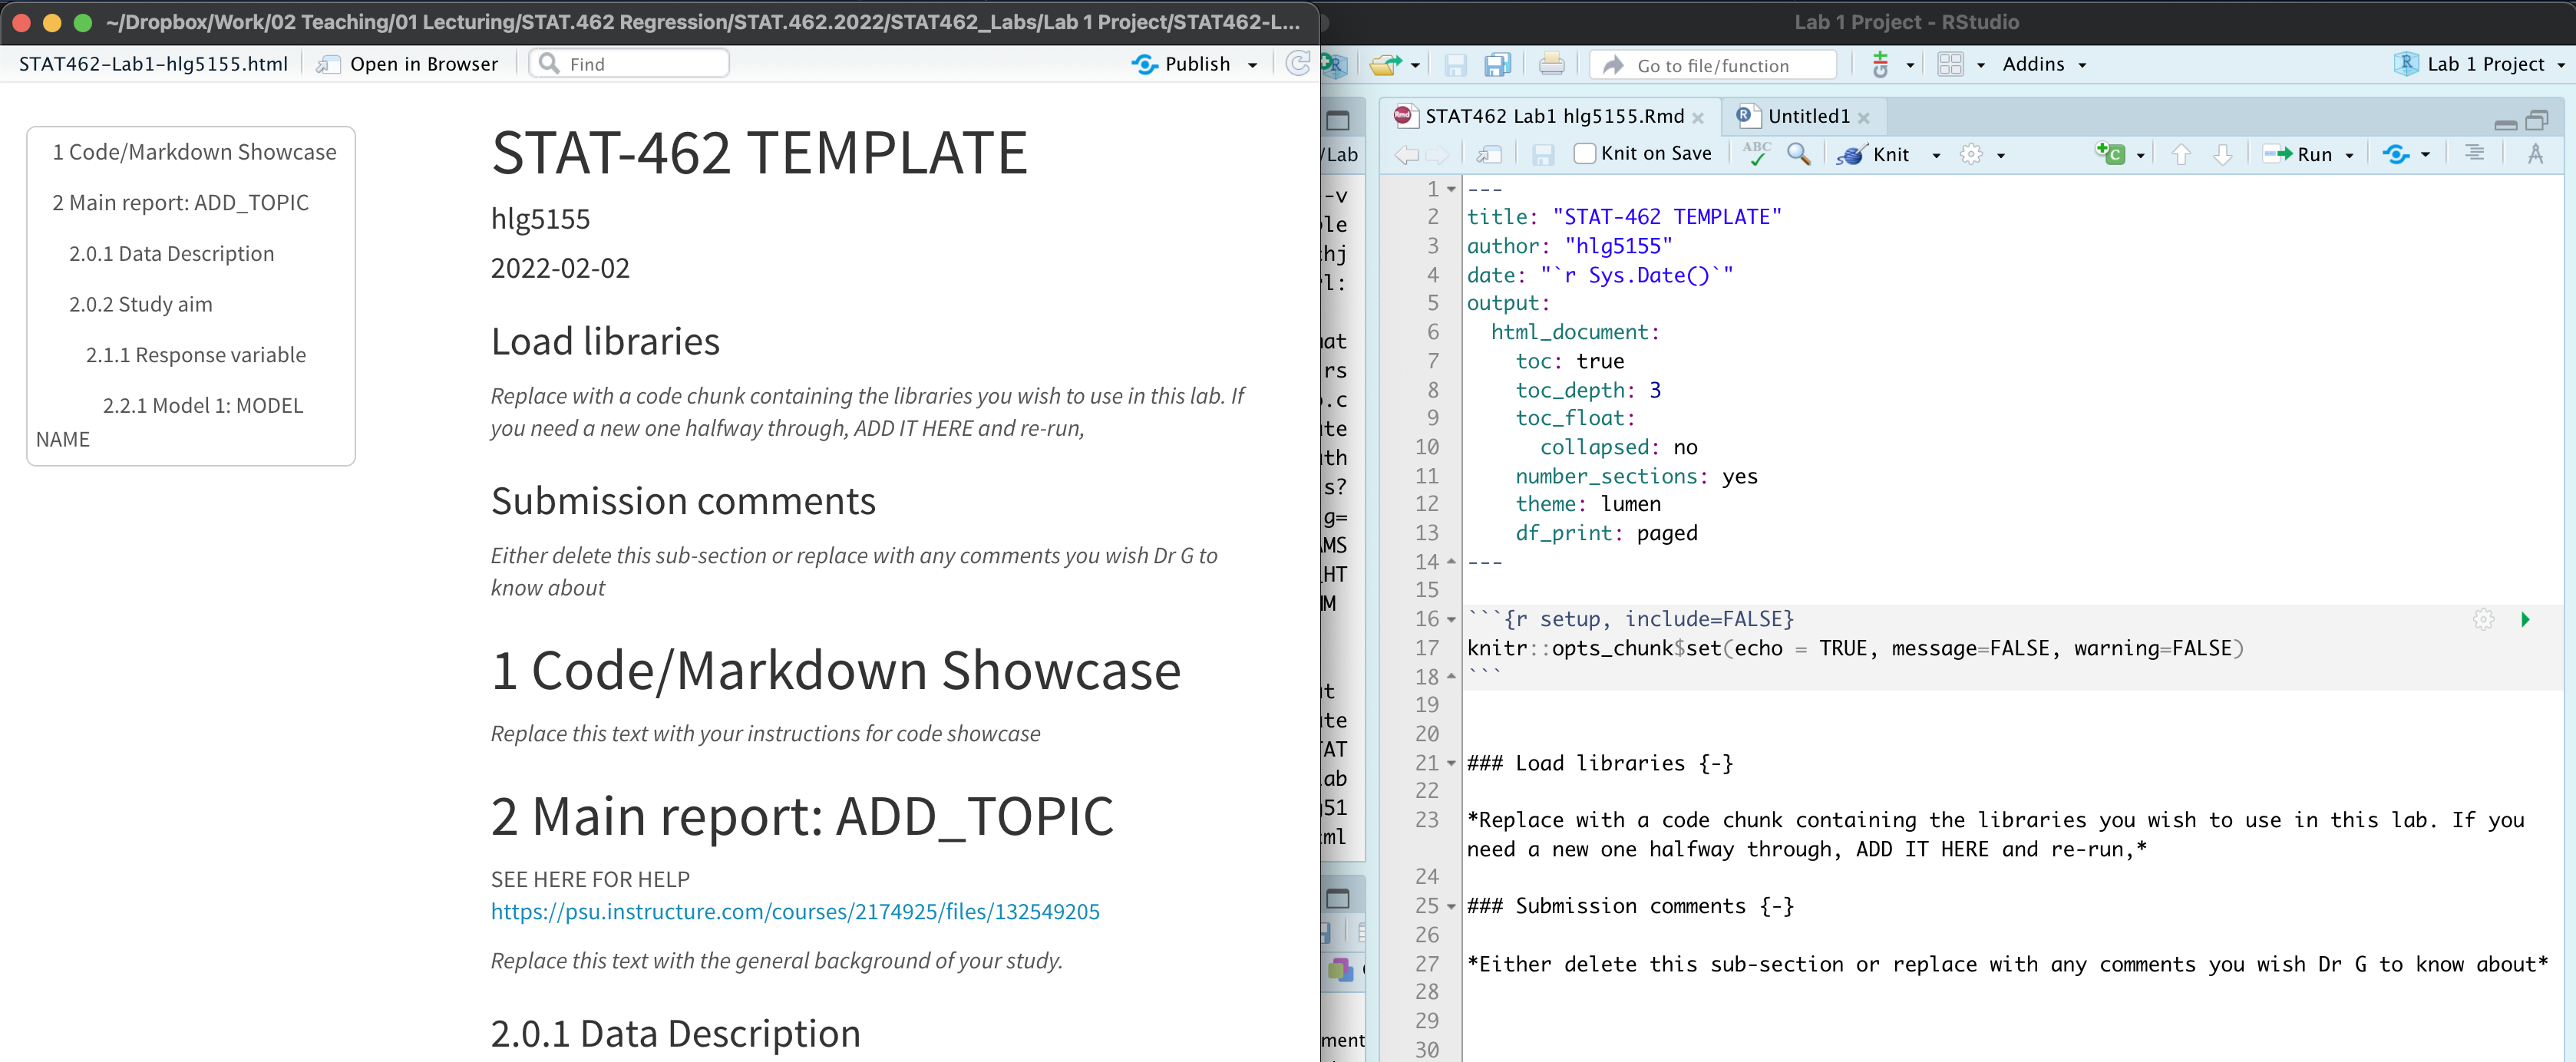 ~/Dropbox/Work/02 Teaching/01 Lecturing/STAT.462 Regression/STAT.462.2022/STAT462_Labs/Lab 1 Project/STAT462-L...
STAT462-Lab1-hlg5155.html
Open in Browser
Find
Publish
1 Code/Markdown Showcase
2 Main report: ADD_TOPIC
2.0.1 Data Description
2.0.2 Study aim
2.1.1 Response variable
2.2.1 Model 1: MODEL
NAME
STAT-462 TEMPLATE
hlg5155
2022-02-02
Load libraries
Replace with a code chunk containing the libraries you wish to use in this lab. If
you need a new one halfway through, ADD IT HERE and re-run,
Submission comments
Either delete this sub-section or replace with any comments you wish Dr G to
know about
1 Code/Markdown Showcase
Replace this text with your instructions for code showcase
2 Main report: ADD_TOPIC
SEE HERE FOR HELP
https://psu.instructure.com/courses/2174925/files/132549205
Replace this text with the general background of your study.
2.0.1 Data Description
Lab 1 Project - RStudio
Go to file/function
Addins
Lab 1 Project
/Lab
-v
le
hj
l:
at
rs
.c
te
th
s?
g=
MS
HT
M
t
te
TAT
ab
51
ml
ment
STAT462 Lab1 hlg5155.Rmd
Untitled1
Knit on Save
ABC
Knit
Run
1 ---
2 title: "STAT-462 TEMPLATE"
3 author: "hlg5155"
4 date: "`r Sys.Date()`"
5 output:
6 html_document:
7 toc: true
8 toc_depth: 3
9 toc_float:
10 collapsed: no
11 number_sections: yes
12 theme: lumen
13 df_print: paged
14 ---
15
16 ```{r setup, include=FALSE}
17 knitr::opts_chunk$set(echo = TRUE, message=FALSE, warning=FALSE)
18 ```
19
20
21 ### Load libraries {-}
22
23 *Replace with a code chunk containing the libraries you wish to use in this lab. If you
need a new one halfway through, ADD IT HERE and re-run,*
24
25 ### Submission comments {-}
26
27 *Either delete this sub-section or replace with any comments you wish Dr G to know about*
28
29
30